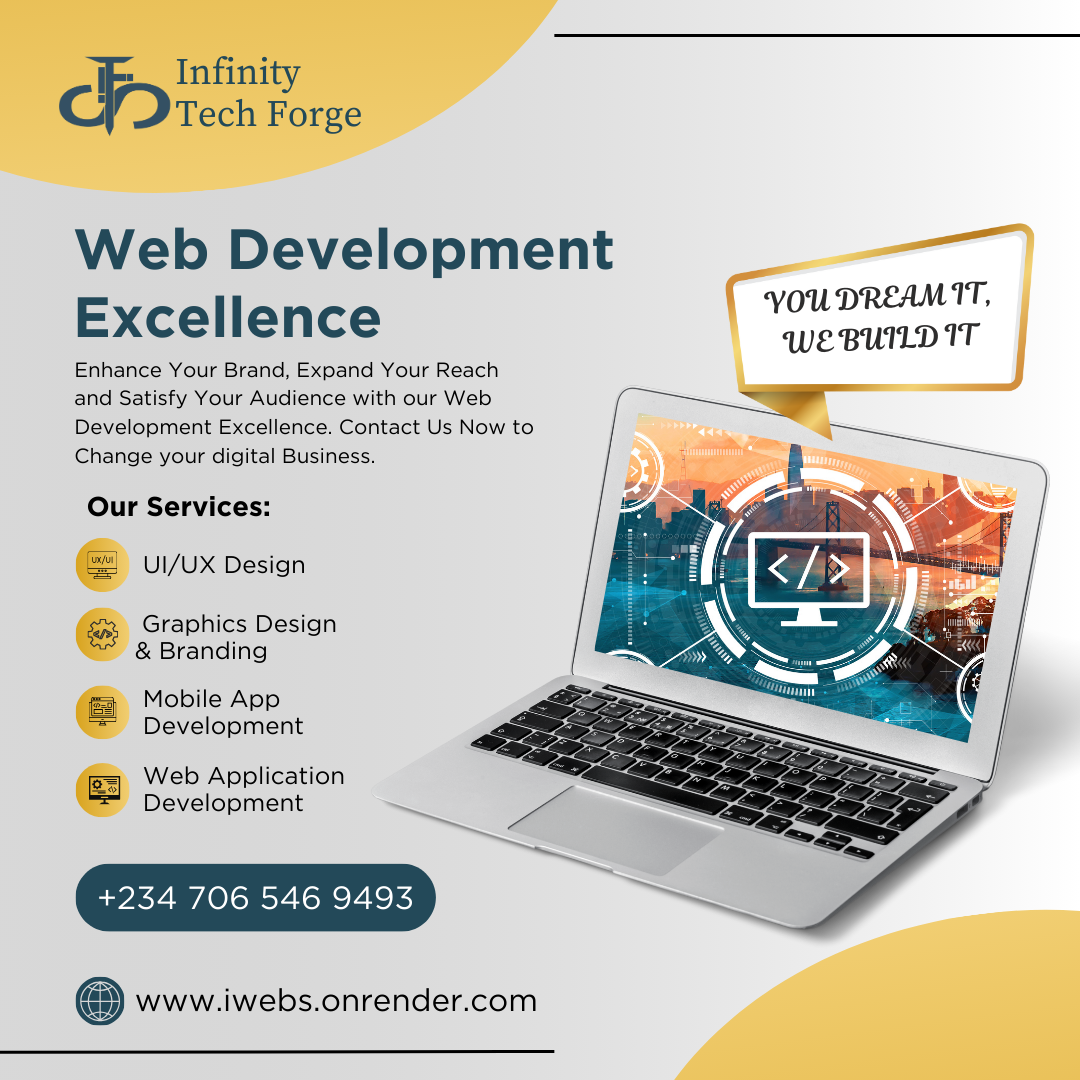 Infinity
Tech Forge
Web Development
Excellence
YOU DREAM IT,
WE BUILD IT
Enhance Your Brand, Expand Your Reach
and Satisfy Your Audience with our Web
Development Excellence. Contact Us Now to
Change your digital Business.
Our Services:
UX/UI
UI/UX Design
Graphics Design
& Branding
Mobile App
Development
Web Application
Development
+234 706 546 9493
www.iwebs.onrender.com